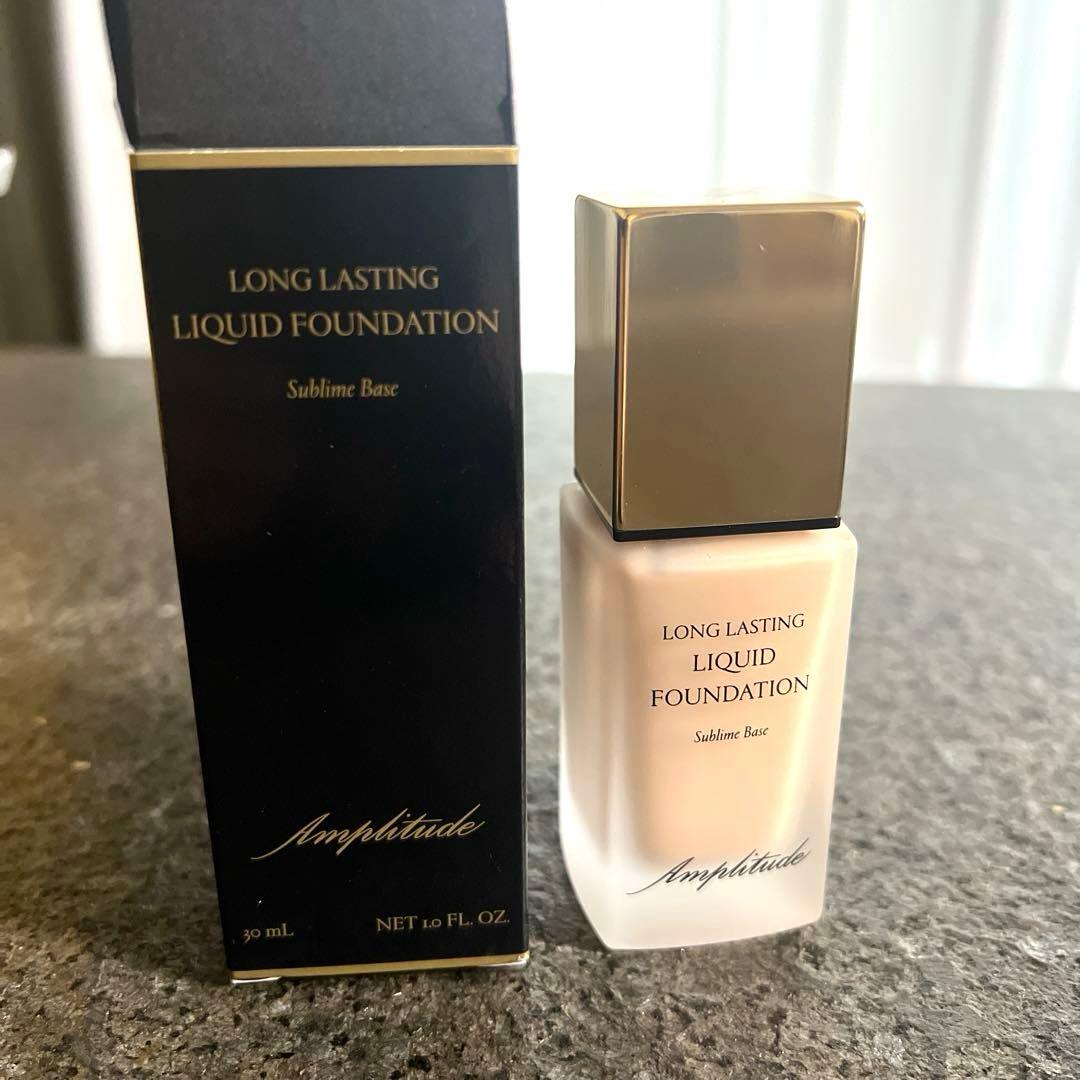 LONG LASTING
LIQUID FOUNDATION
Sublime Base
Amplitude
30 mL
NET 1.0 FL. OZ.
LONG LASTING
LIQUID
FOUNDATION
Sublime Base
Amplitude